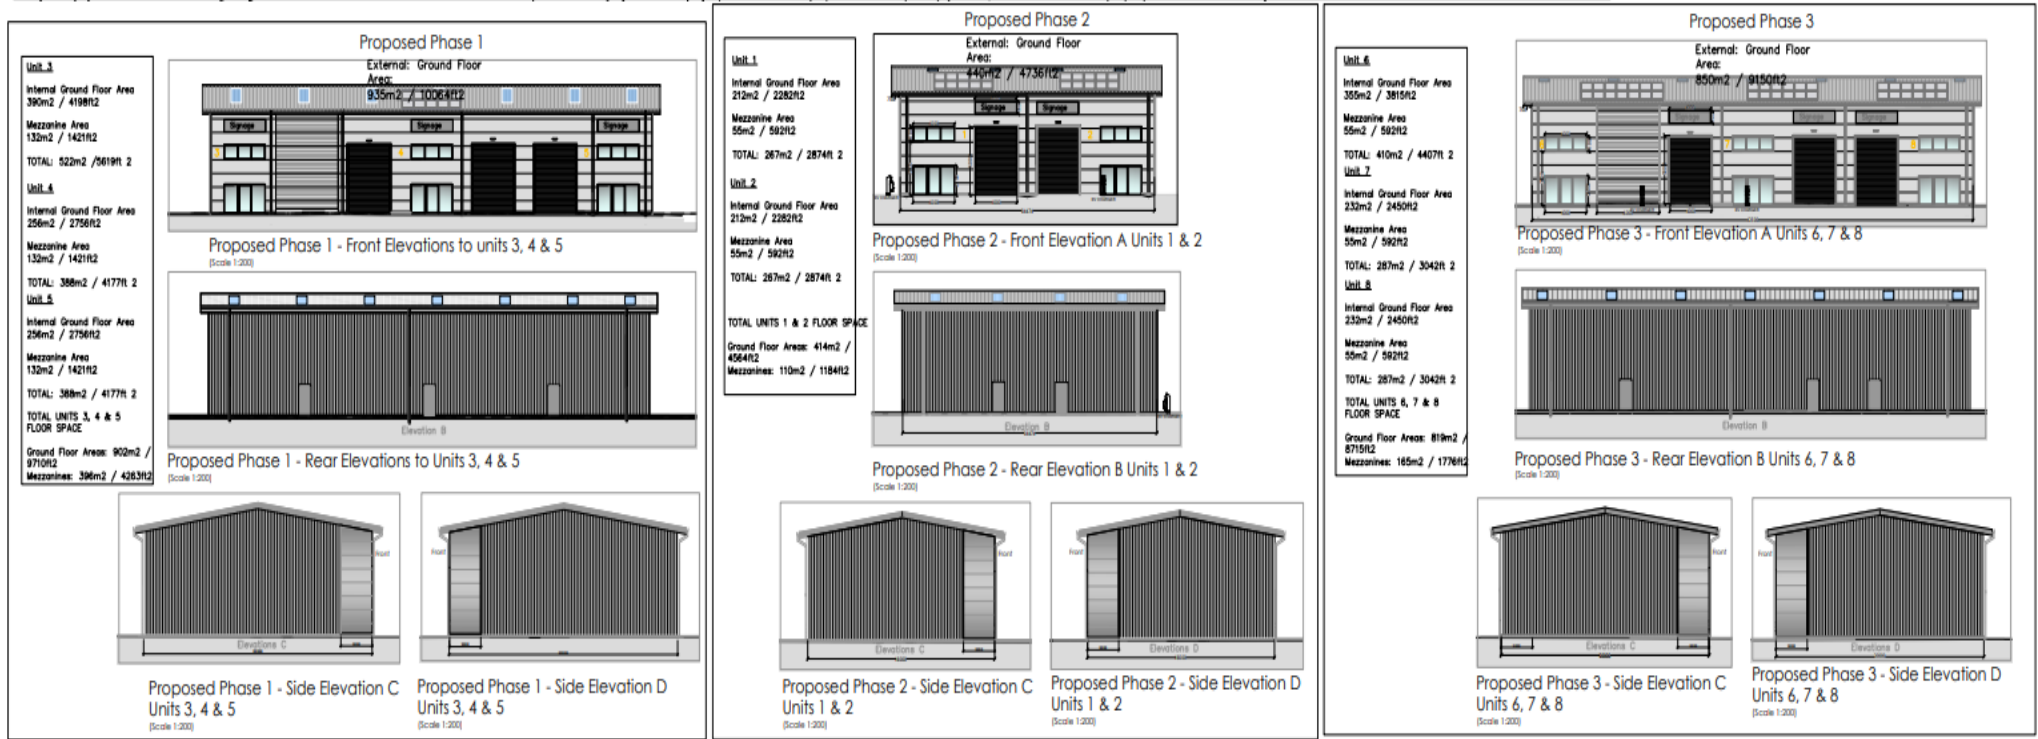 Proposed Phase 1
Unit 3
Internal Ground Floor Area
390m2 / 4198ft2
Mezzanine Area
132m2 / 1421ft2
TOTAL: 522m2 /5619ft 2
Unit 4
Internal Ground Floor Area
256m2 / 2756ft2
Mezzanine Area
132m2 / 1421ft2
TOTAL: 388m2 / 4177ft 2
Unit 5
Internal Ground Floor Area
256m2 / 2756ft2
Mezzanine Area
132m2 / 1421ft2
TOTAL: 388m2 / 4177ft 2
TOTAL UNITS 3, 4 & 5
FLOOR SPACE
Ground Floor Areas: 902m2 /
9710ft2
Mezzanines: 396m2 / 4263ft2
External: Ground Floor
Area:
935m2 / 10064ft2
Signage
Signage
Signage
3
4
5
Proposed Phase 1 - Front Elevations to units 3, 4 & 5
(Scale 1:200)
Elevation B
Proposed Phase 1 - Rear Elevations to Units 3, 4 & 5
(Scale 1:200)
Front
Elevations C
Proposed Phase 1 - Side Elevation C
Units 3, 4 & 5
(Scale 1:200)
Front
Proposed Phase 1 - Side Elevation D
Units 3, 4 & 5
(Scale 1:200)
Proposed Phase 2
Unit 1
Internal Ground Floor Area
212m2 / 2282ft2
Mezzanine Area
55m2 / 592ft2
TOTAL: 267m2 / 2874ft 2
Unit 2
Internal Ground Floor Area
212m2 / 2282ft2
Mezzanine Area
55m2 / 592ft2
TOTAL: 267m2 / 2874ft 2
TOTAL UNITS 1 & 2 FLOOR SPACE
Ground Floor Areas: 414m2 /
4564ft2
Mezzanines: 110m2 / 1184ft2
External: Ground Floor
Area:
440m2 / 4736ft2
Signage
Signage
1
2
Proposed Phase 2 - Front Elevation A Units 1 & 2
(Scale 1:200)
Elevation B
Proposed Phase 2 - Rear Elevation B Units 1 & 2
(Scale 1:200)
Front
Elevations C
Proposed Phase 2 - Side Elevation C
Units 1 & 2
(Scale 1:200)
Front
Elevations D
Proposed Phase 2 - Side Elevation D
Units 1 & 2
(Scale 1:200)
Proposed Phase 3
Unit 6
Internal Ground Floor Area
355m2 / 3815ft2
Mezzanine Area
55m2 / 592ft2
TOTAL: 410m2 / 4407ft 2
Unit 7
Internal Ground Floor Area
232m2 / 2450ft2
Mezzanine Area
55m2 / 592ft2
TOTAL: 287m2 / 3042ft 2
Unit 8
Internal Ground Floor Area
232m2 / 2450ft2
Mezzanine Area
55m2 / 592ft2
TOTAL: 287m2 / 3042ft 2
TOTAL UNITS 6, 7 & 8
FLOOR SPACE
Ground Floor Areas: 819m2 /
8715ft2
Mezzanines: 165m2 / 1776ft2
External: Ground Floor
Area:
850m2 / 9150ft2
Signage
Signage
Signage
7
8
Proposed Phase 3 - Front Elevation A Units 6, 7 & 8
(Scale 1:200)
Elevation B
Proposed Phase 3 - Rear Elevation B Units 6, 7 & 8
(Scale 1:200)
Front
Elevations C
Proposed Phase 3 - Side Elevation C
Units 6, 7 & 8
(Scale 1:200)
Front
Elevations D
Proposed Phase 3 - Side Elevation D
Units 6, 7 & 8
(Scale 1:200)